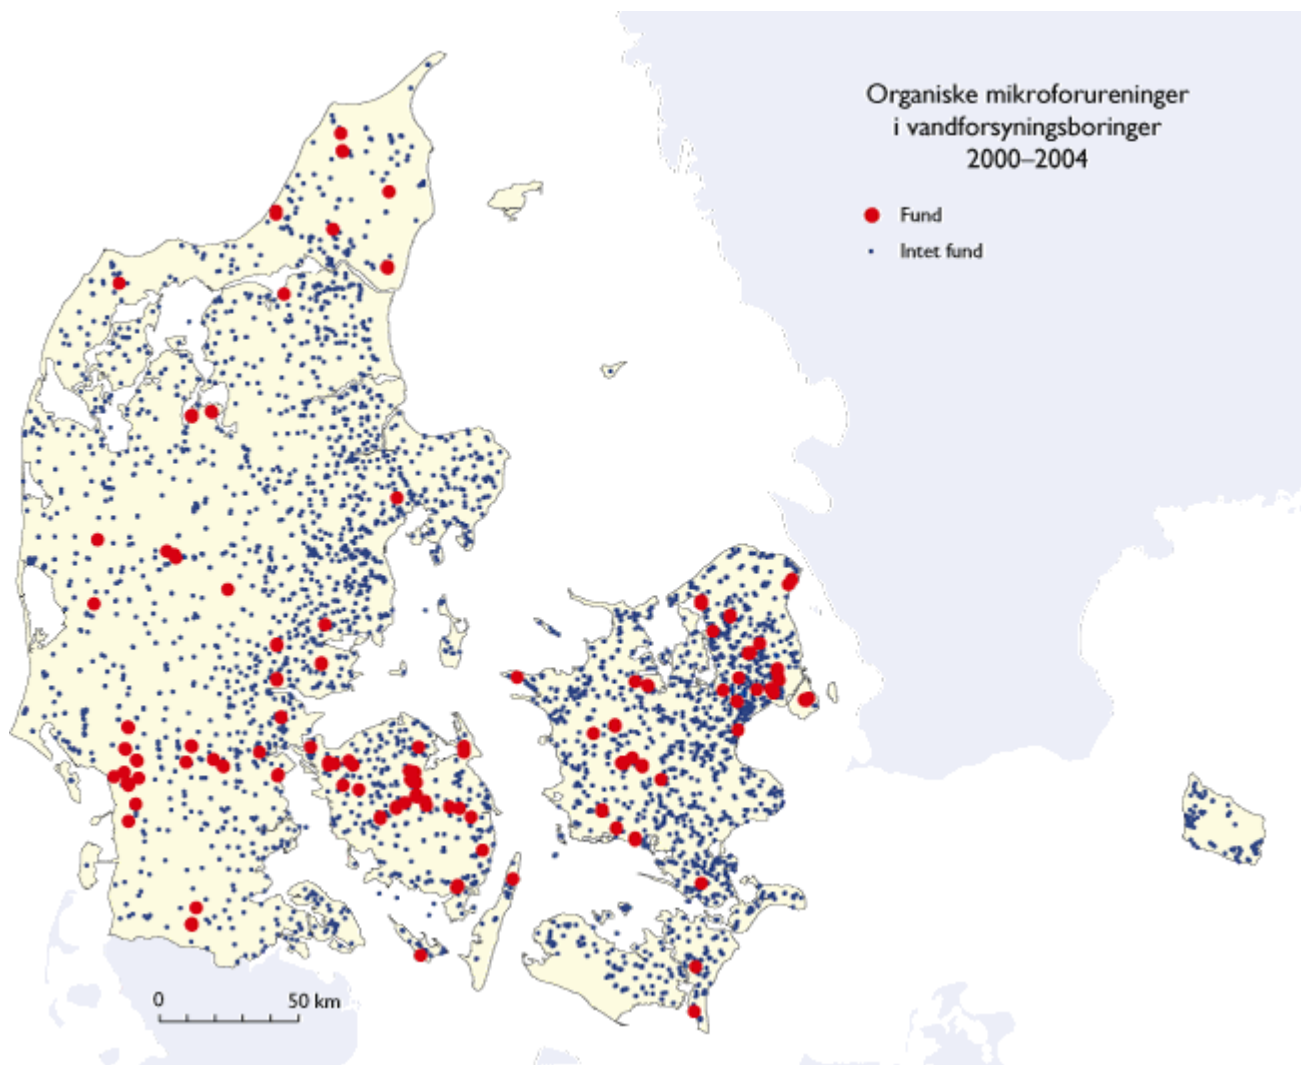 Organiske mikroforureninger
i vandforsyningsboringer
2000–2004
Fund
Intet fund
0 50 km